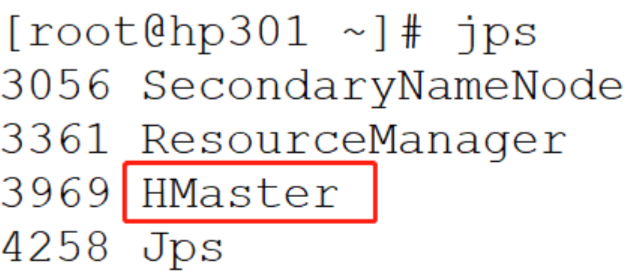 [root@hp301 ~]# jps
3056 SecondaryNameNode
3361 ResourceManager
3969 HMaster
4258 Jps